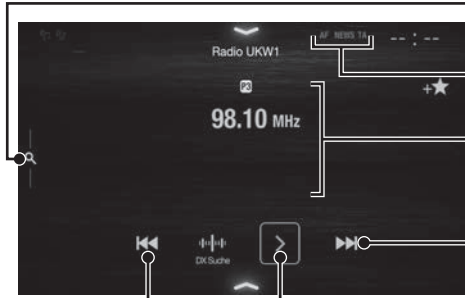 AF NEWS TA
-- : --
Radio UKW1
P3
98.10 MHz
DX Suche